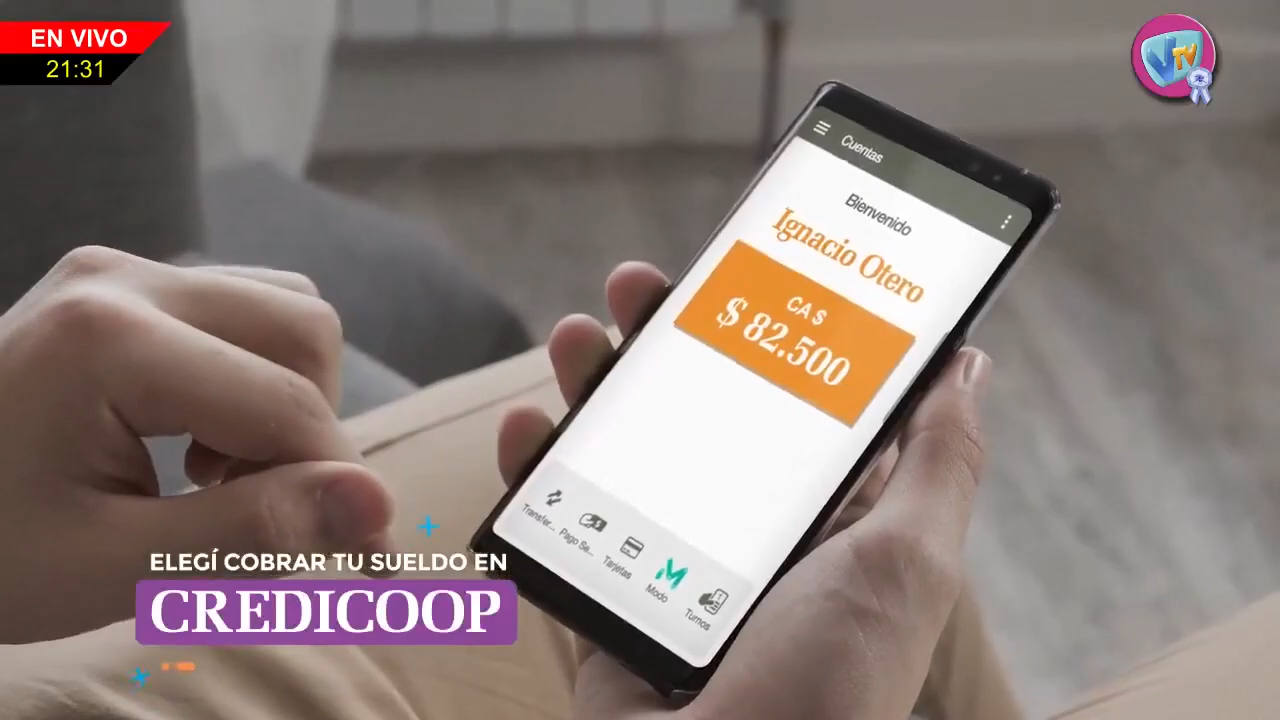 EN VIVO
21:31
VTV
Cuentas
Bienvenido
Ignacio Otero
CA $
$ 82.500
Transfer...
Pago Se...
Tarjetas
Modo
Turnos
ELEGÍ COBRAR TU SUELDO EN
CREDICOOP